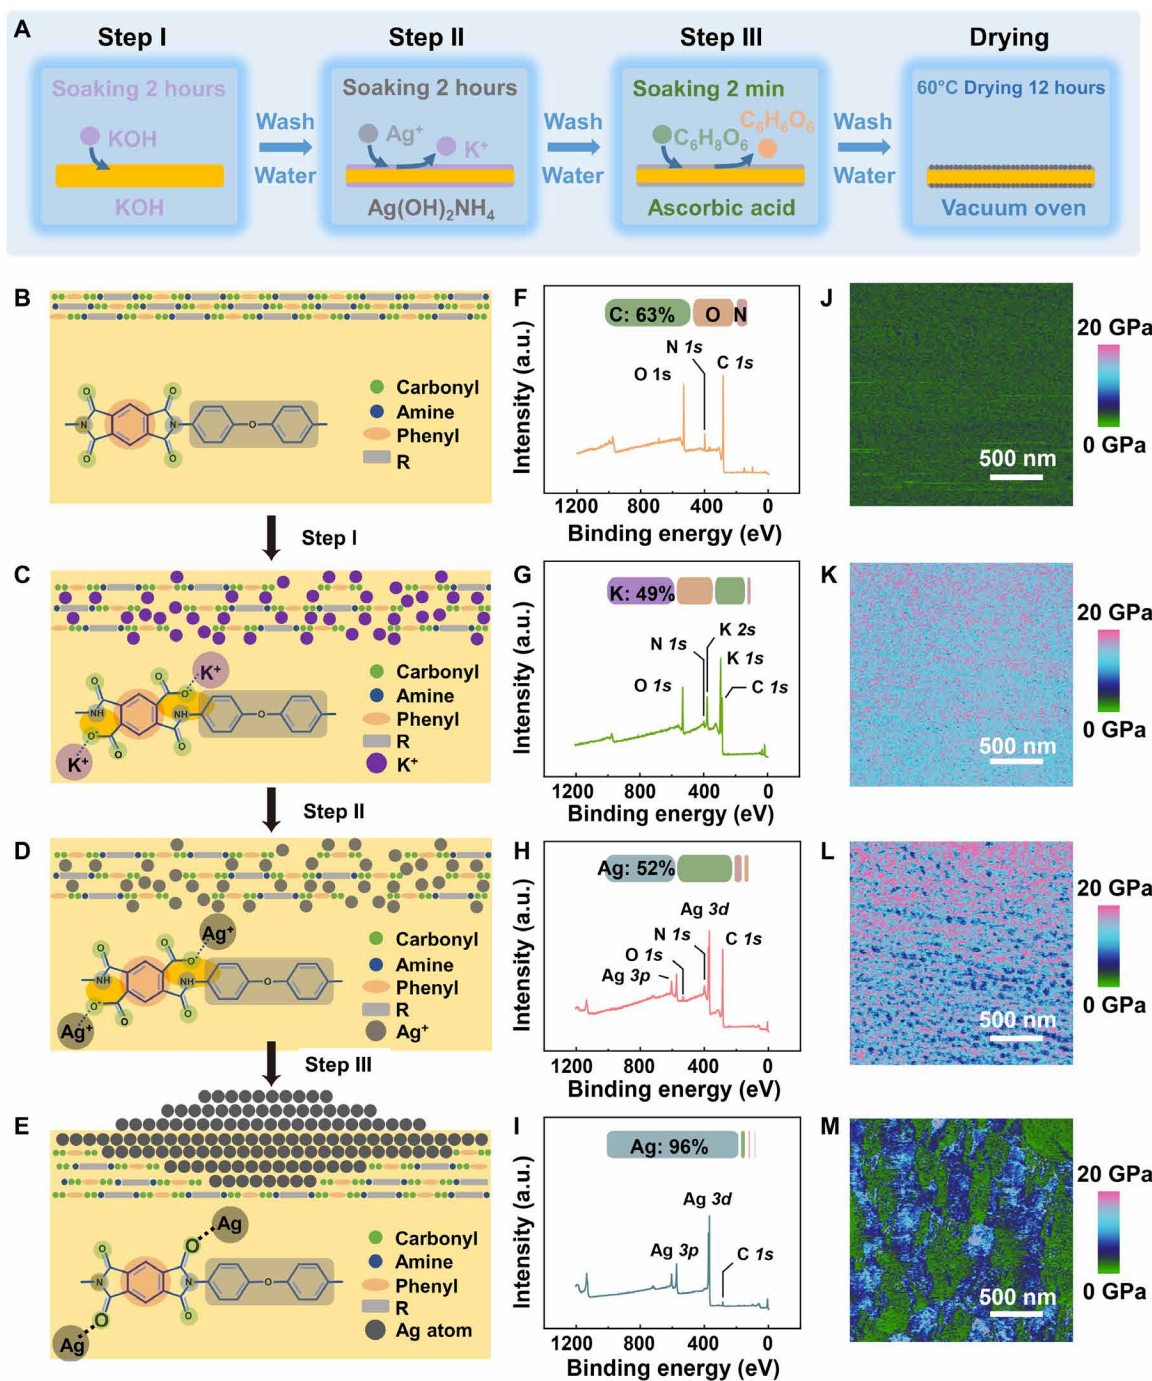 A
Step I
Step II
Step III
Drying
Soaking 2 hours
Soaking 2 hours
Soaking 2 min
60°C Drying 12 hours
KOH
Wash
Water
Ag⁺
K⁺
Wash
Water
C₆H₈O₆
C₆H₆O₆
Wash
Water
KOH
Ag(OH)₂NH₄
Ascorbic acid
Vacuum oven
B
O
O
N
N
O
O
O
Carbonyl
Amine
Phenyl
R
Step I
C
K⁺
O
O
O⁻
NH
NH
O
O⁻
O
O
K⁺
Carbonyl
Amine
Phenyl
R
K⁺
Step II
D
Ag⁺
O
O
O⁻
NH
NH
O
O⁻
O
O
Ag⁺
Carbonyl
Amine
Phenyl
R
Ag⁺
Step III
E
Ag
O
O
N
N
O
O
O
Ag
Carbonyl
Amine
Phenyl
R
Ag atom
F
C: 63%
O
N
N 1s
O 1s
C 1s
Intensity (a.u.)
1200
800
400
0
Binding energy (eV)
G
K: 49%
K 2s
N 1s
K 1s
O 1s
C 1s
Intensity (a.u.)
1200
800
400
0
Binding energy (eV)
H
Ag: 52%
Ag 3d
N 1s
O 1s
C 1s
Ag 3p
Intensity (a.u.)
1200
800
400
0
Binding energy (eV)
I
Ag: 96%
Ag 3d
Ag 3p
C 1s
Intensity (a.u.)
1200
800
400
0
Binding energy (eV)
J
20 GPa
0 GPa
500 nm
K
20 GPa
0 GPa
500 nm
L
20 GPa
0 GPa
500 nm
M
20 GPa
0 GPa
500 nm